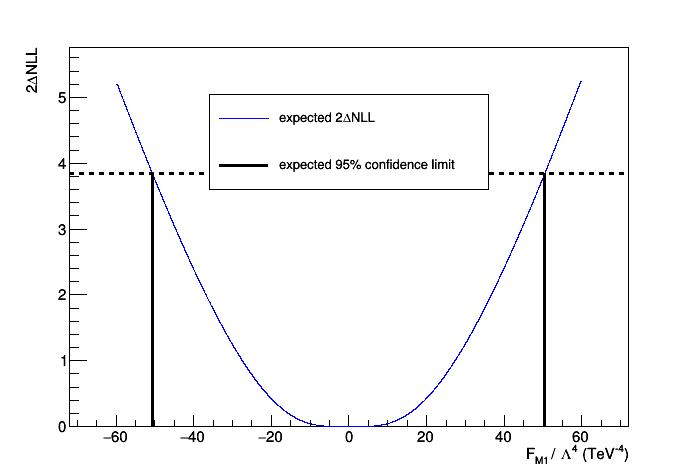 2ΔNLL
expected 2ΔNLL
expected 95% confidence limit
5
4
3
2
1
0
−60 −40 −20 0 20 40 60
F_M1 / Λ^4 (TeV^-4)